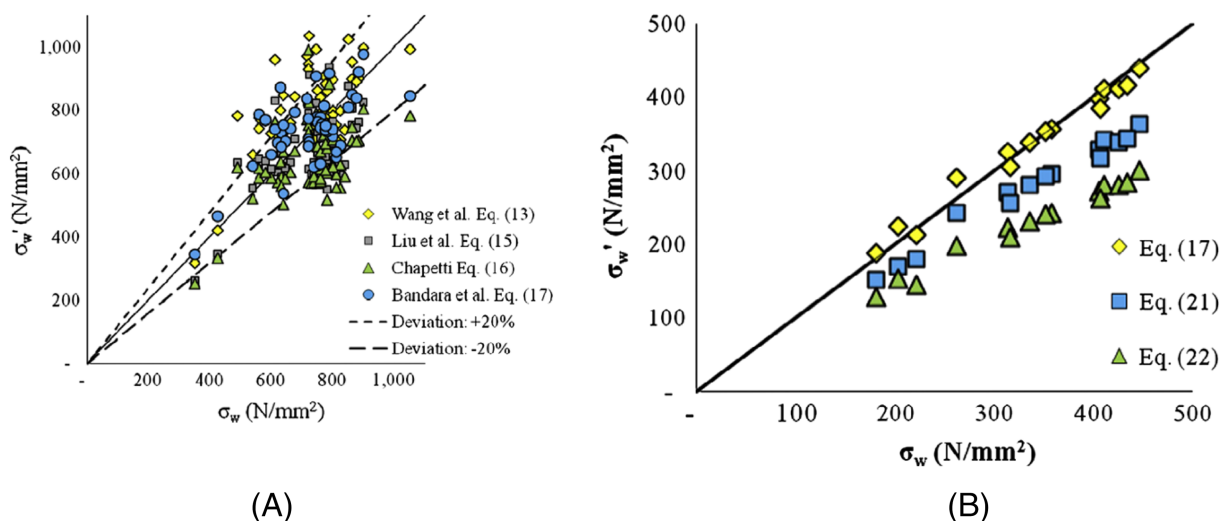 1,000
800
600
400
200
-
-
200
400
600
800
1,000
σw' (N/mm²)
σw (N/mm²)
Wang et al. Eq. (13)
Liu et al. Eq. (15)
Chapetti Eq. (16)
Bandara et al. Eq. (17)
Deviation: +20%
Deviation: -20%
(A)
500
400
300
200
100
-
-
100
200
300
400
500
σw' (N/mm²)
σw (N/mm²)
Eq. (17)
Eq. (21)
Eq. (22)
(B)